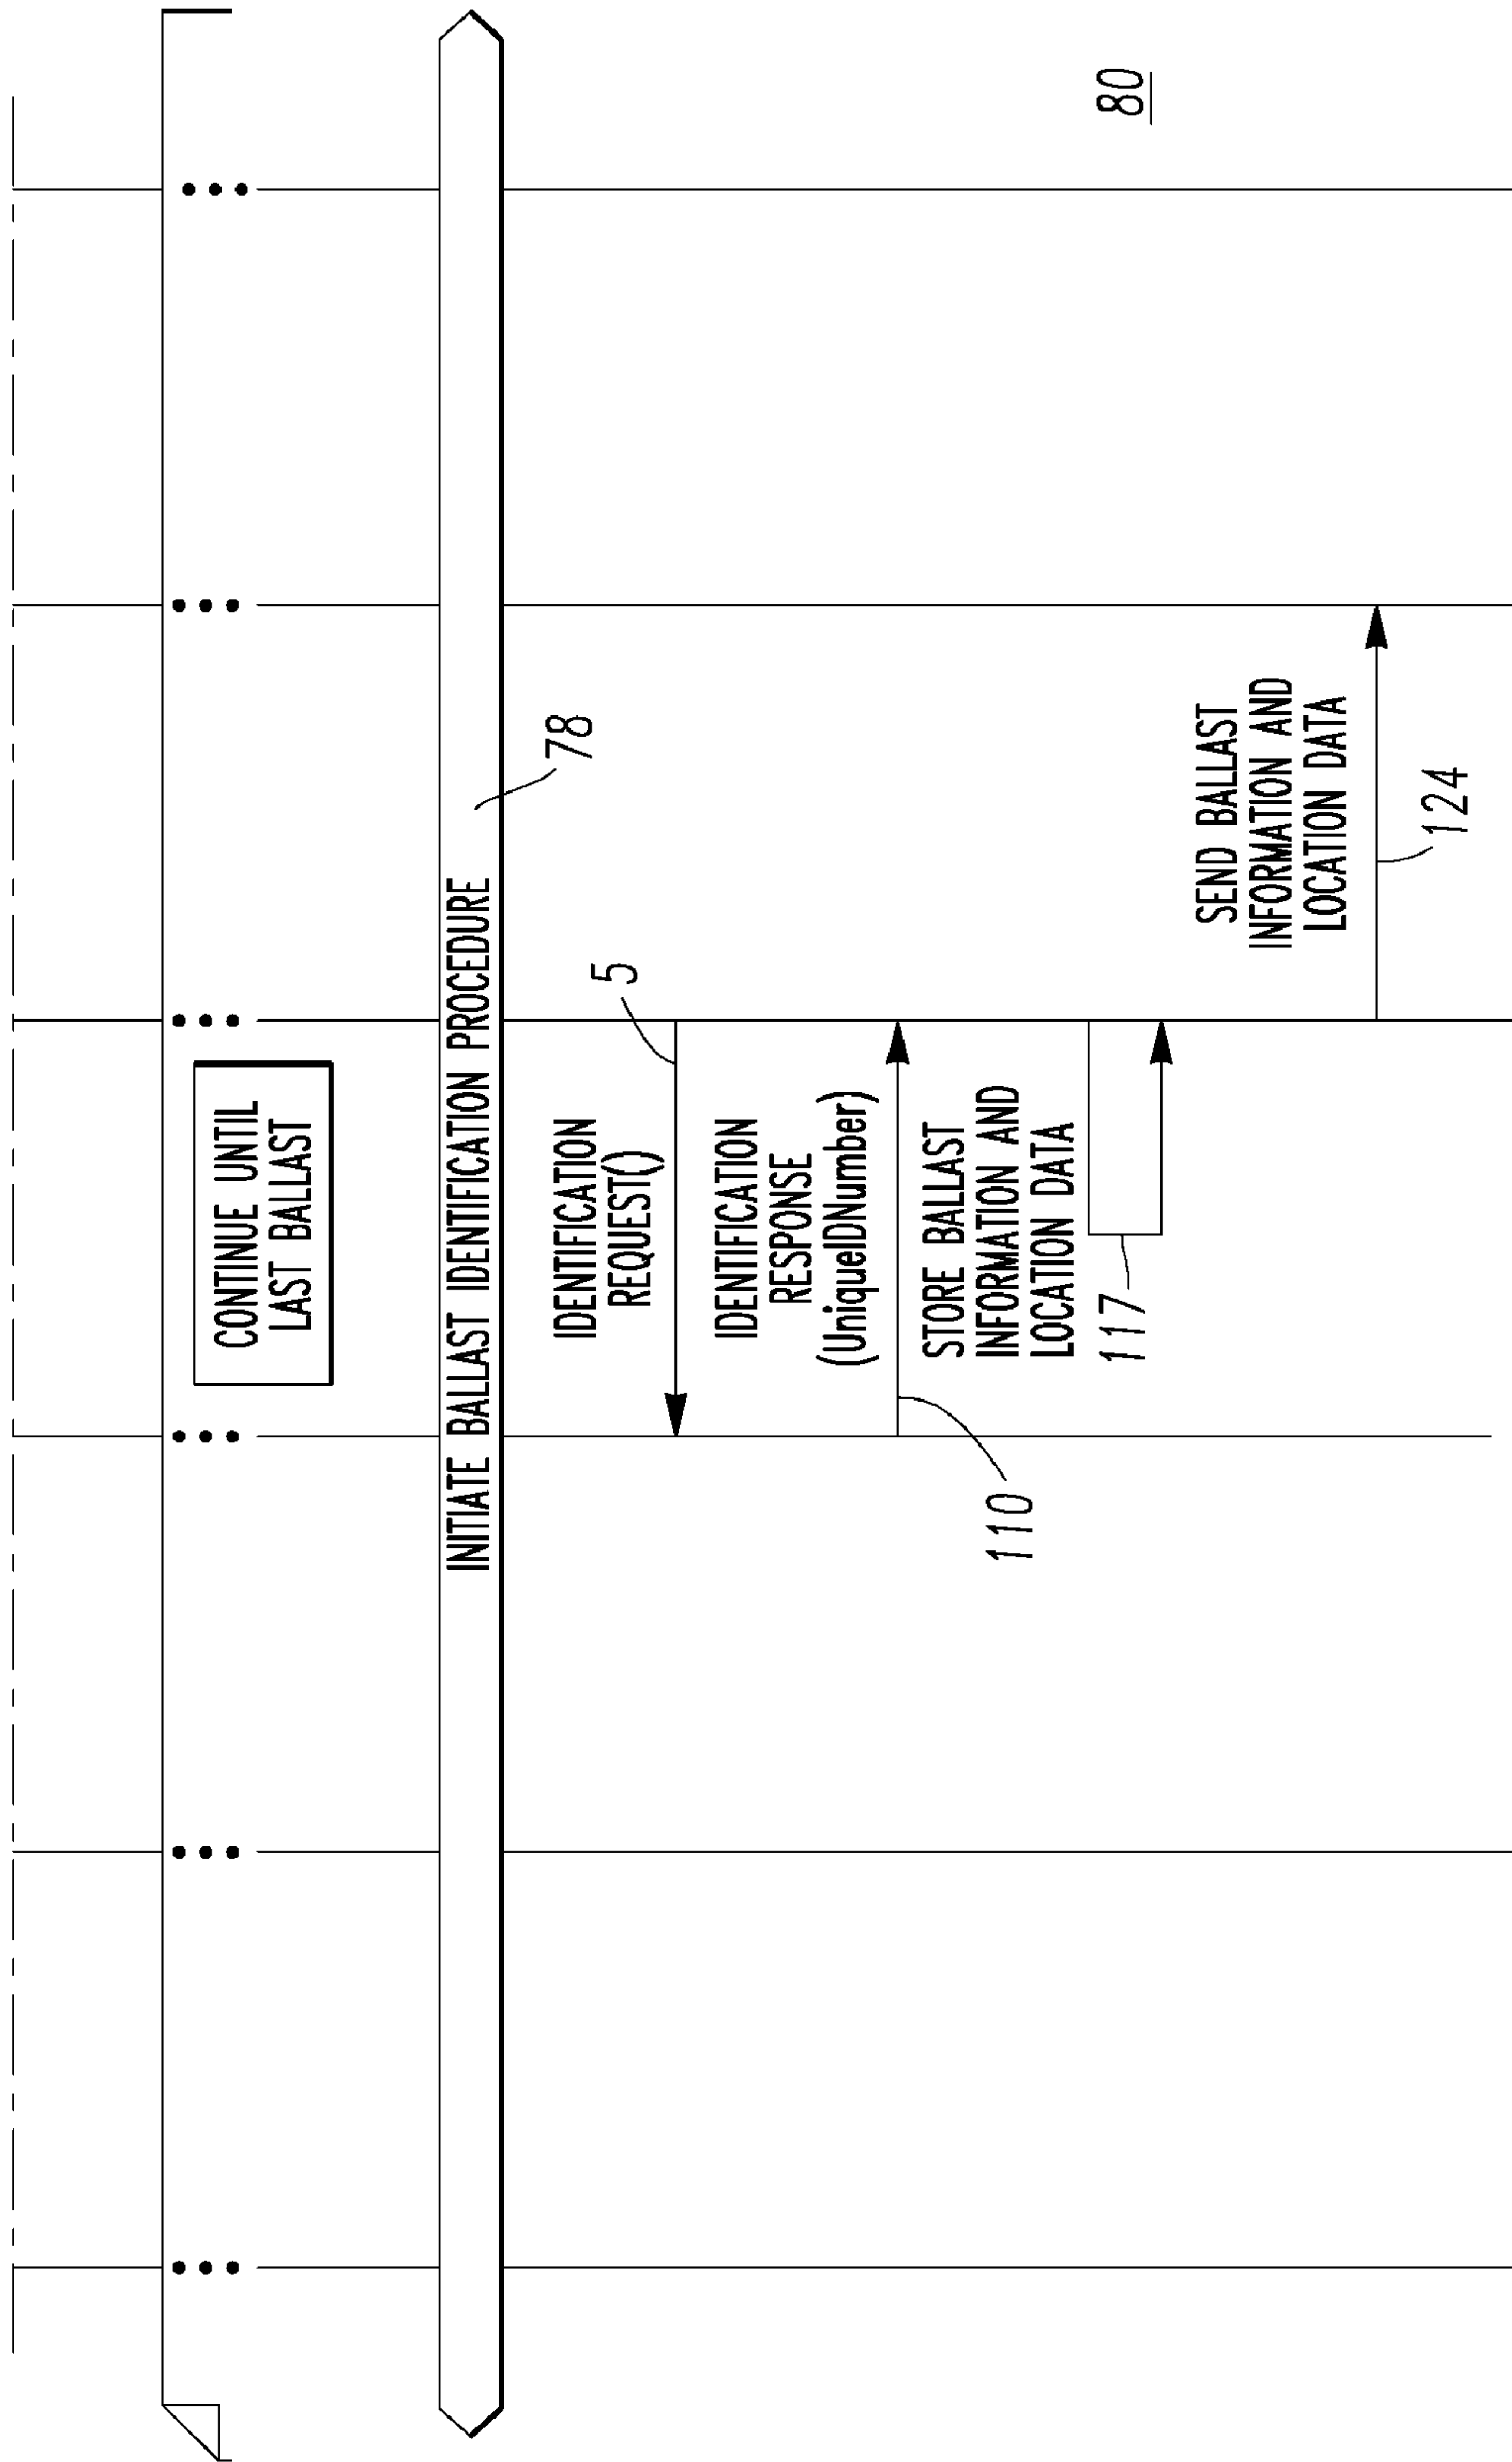 CONTINUE UNTIL
LAST BALLAST
INITIATE BALLAST IDENTIFICATION PROCEDURE
78
IDENTIFICATION
REQUEST()
5
IDENTIFICATION
RESPONSE
(UniqueIDNumber)
110
STORE BALLAST
INFORMATION AND
LOCATION DATA
117
SEND BALLAST
INFORMATION AND
LOCATION DATA
124
80